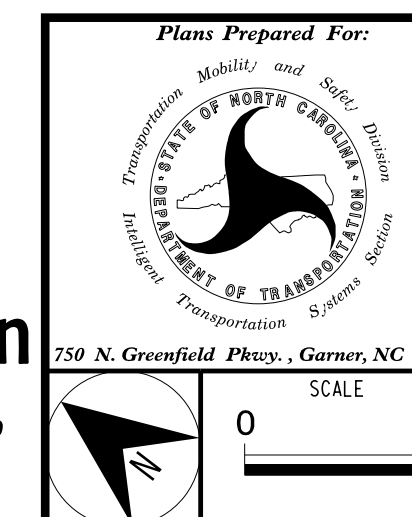 Plans Prepared For:
Transportation Mobility and Safety Division
STATE OF NORTH CAROLINA
DEPARTMENT OF TRANSPORTATION
Intelligent Transportation Systems Section
750 N. Greenfield Pkwy. , Garner, NC
n
SCALE
0
N